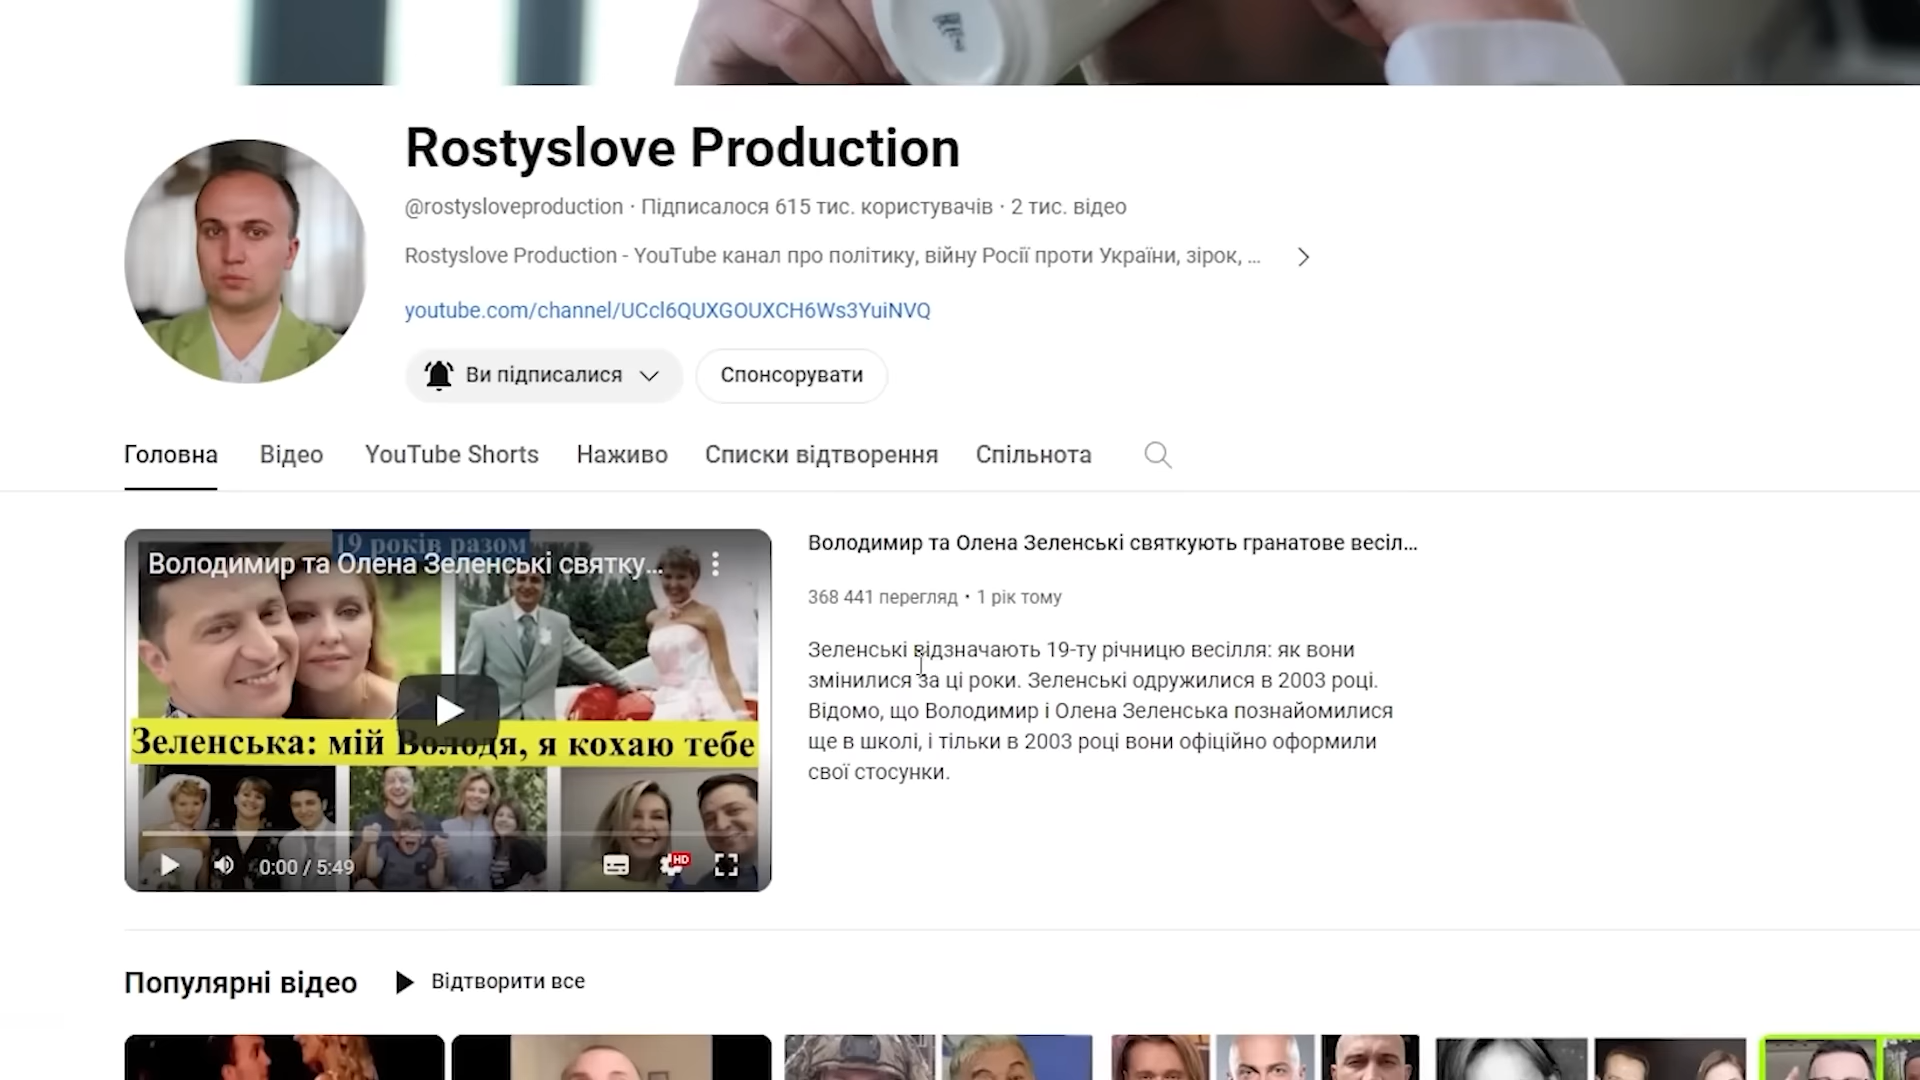 Rostyslove Production
@rostysloveproduction · Підписалося 615 тис. користувачів · 2 тис. відео
Rostyslove Production - YouTube канал про політику, війну Росії проти України, зірок, ...
youtube.com/channel/UCcl6QUXGOUXCH6Ws3YuiNVQ
Ви підписалися
Спонсорувати
Головна
Відео
YouTube Shorts
Наживо
Списки відтворення
Спільнота
19 років разом
Володимир та Олена Зеленські святку...
Зеленська: мій Володя, я кохаю тебе
0:00 / 5:49
HD
Володимир та Олена Зеленські святкують гранатове весіл...
368 441 перегляд • 1 рік тому
Зеленські відзначають 19-ту річницю весілля: як вони
змінилися за ці роки. Зеленські одружилися в 2003 році.
Відомо, що Володимир і Олена Зеленська познайомилися
ще в школі, і тільки в 2003 році вони офіційно оформили
свої стосунки.
Популярні відео
Відтворити все